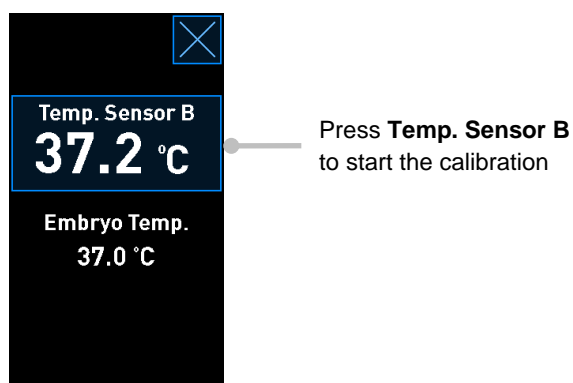 Temp. Sensor B
37.2 °C
Embryo Temp.
37.0 °C
Press Temp. Sensor B
to start the calibration